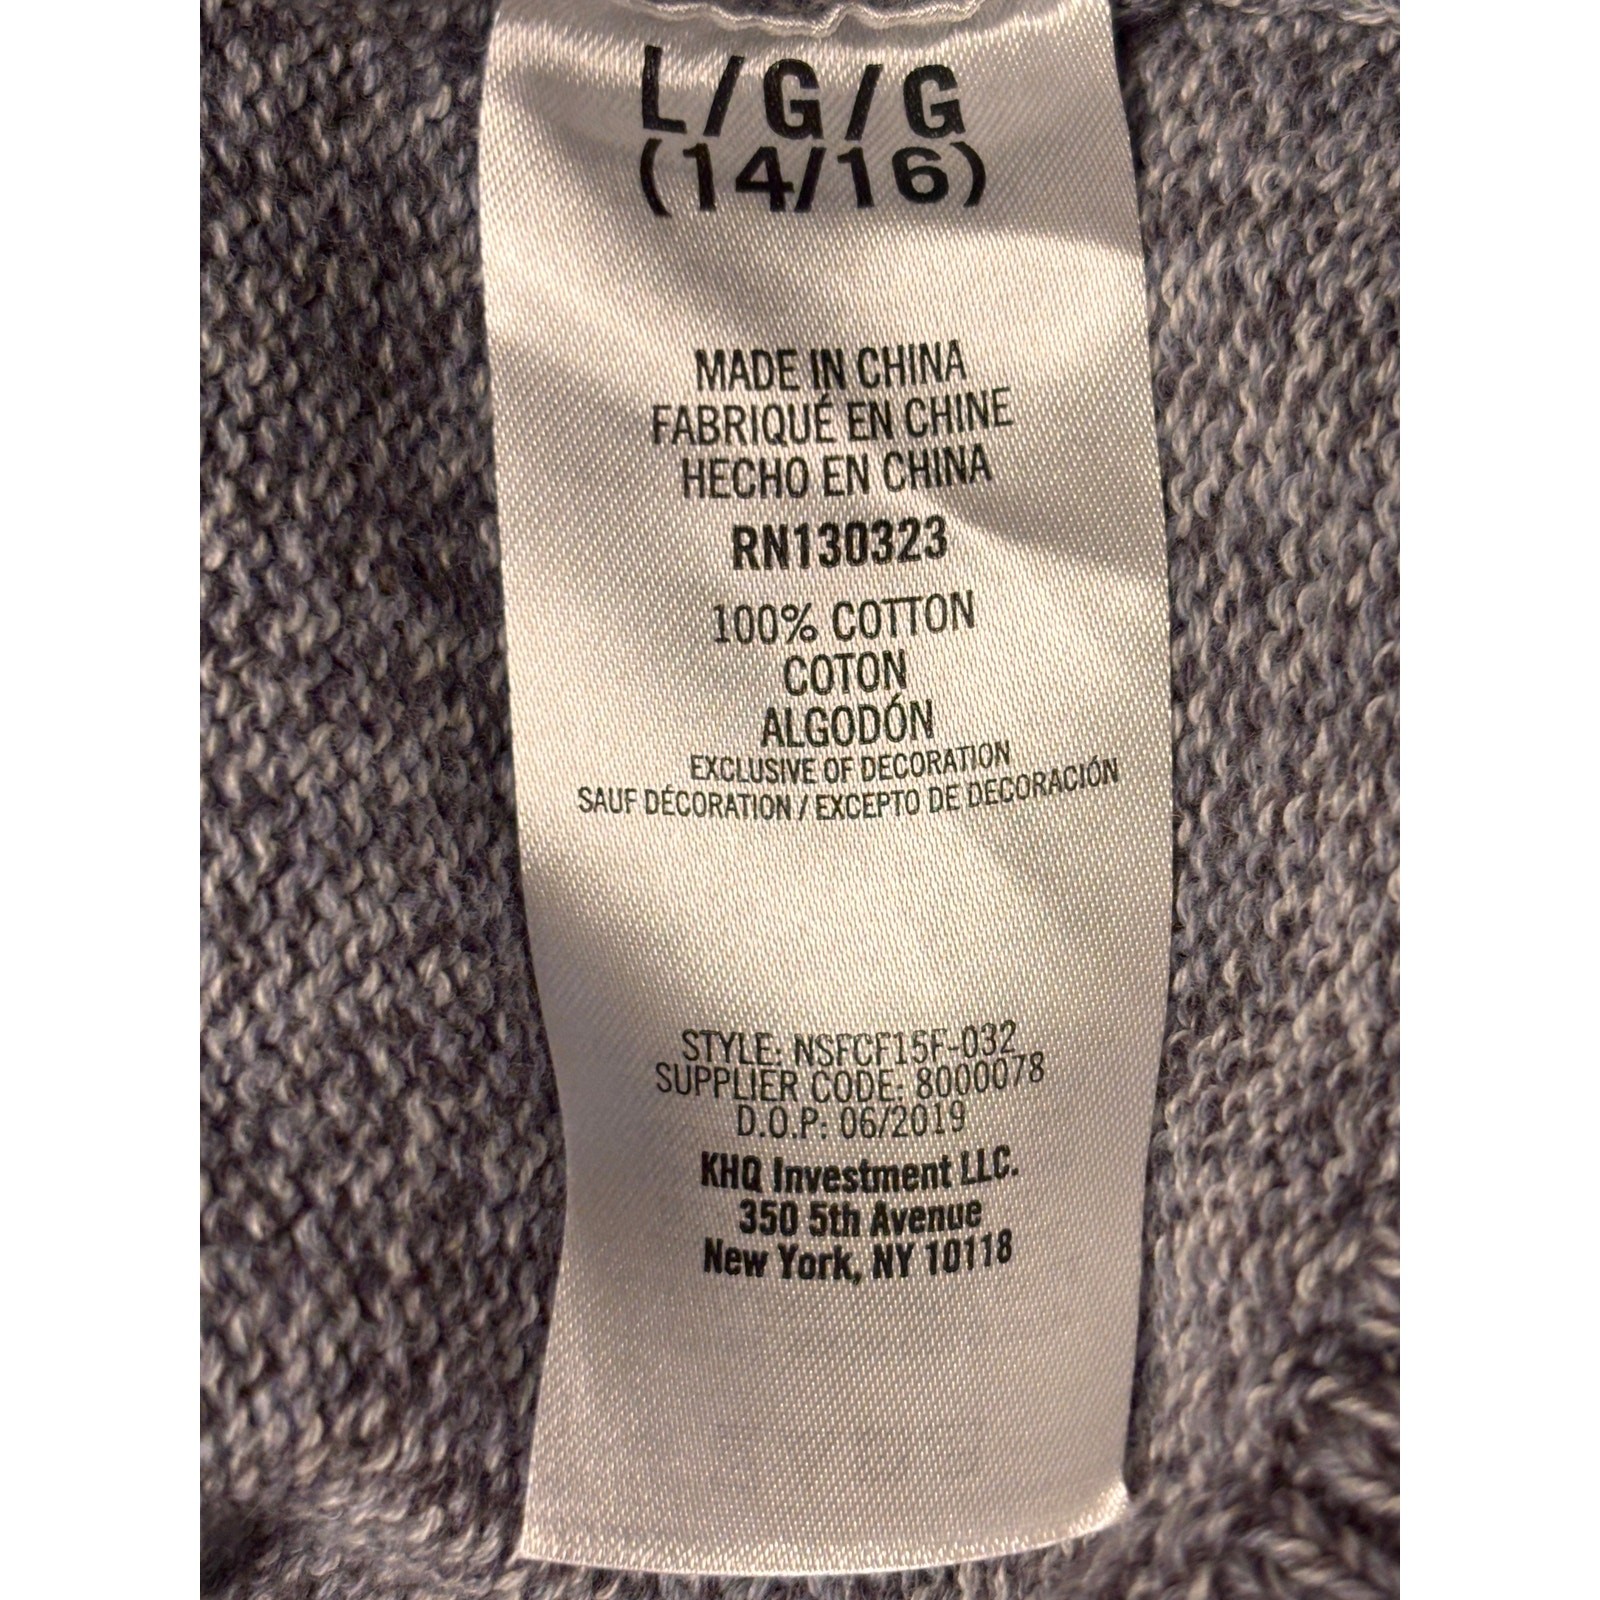 L/G/G
(14/16)
MADE IN CHINA
FABRIQUÉ EN CHINE
HECHO EN CHINA
RN130323
100% COTTON
COTON
ALGODÓN
EXCLUSIVE OF DECORATION
SAUF DÉCORATION / EXCEPTO DE DECORACIÓN
STYLE: NSFCF15F-032
SUPPLIER CODE: 8000078
D.O.P: 06/2019
KHQ Investment LLC.
350 5th Avenue
New York, NY 10118